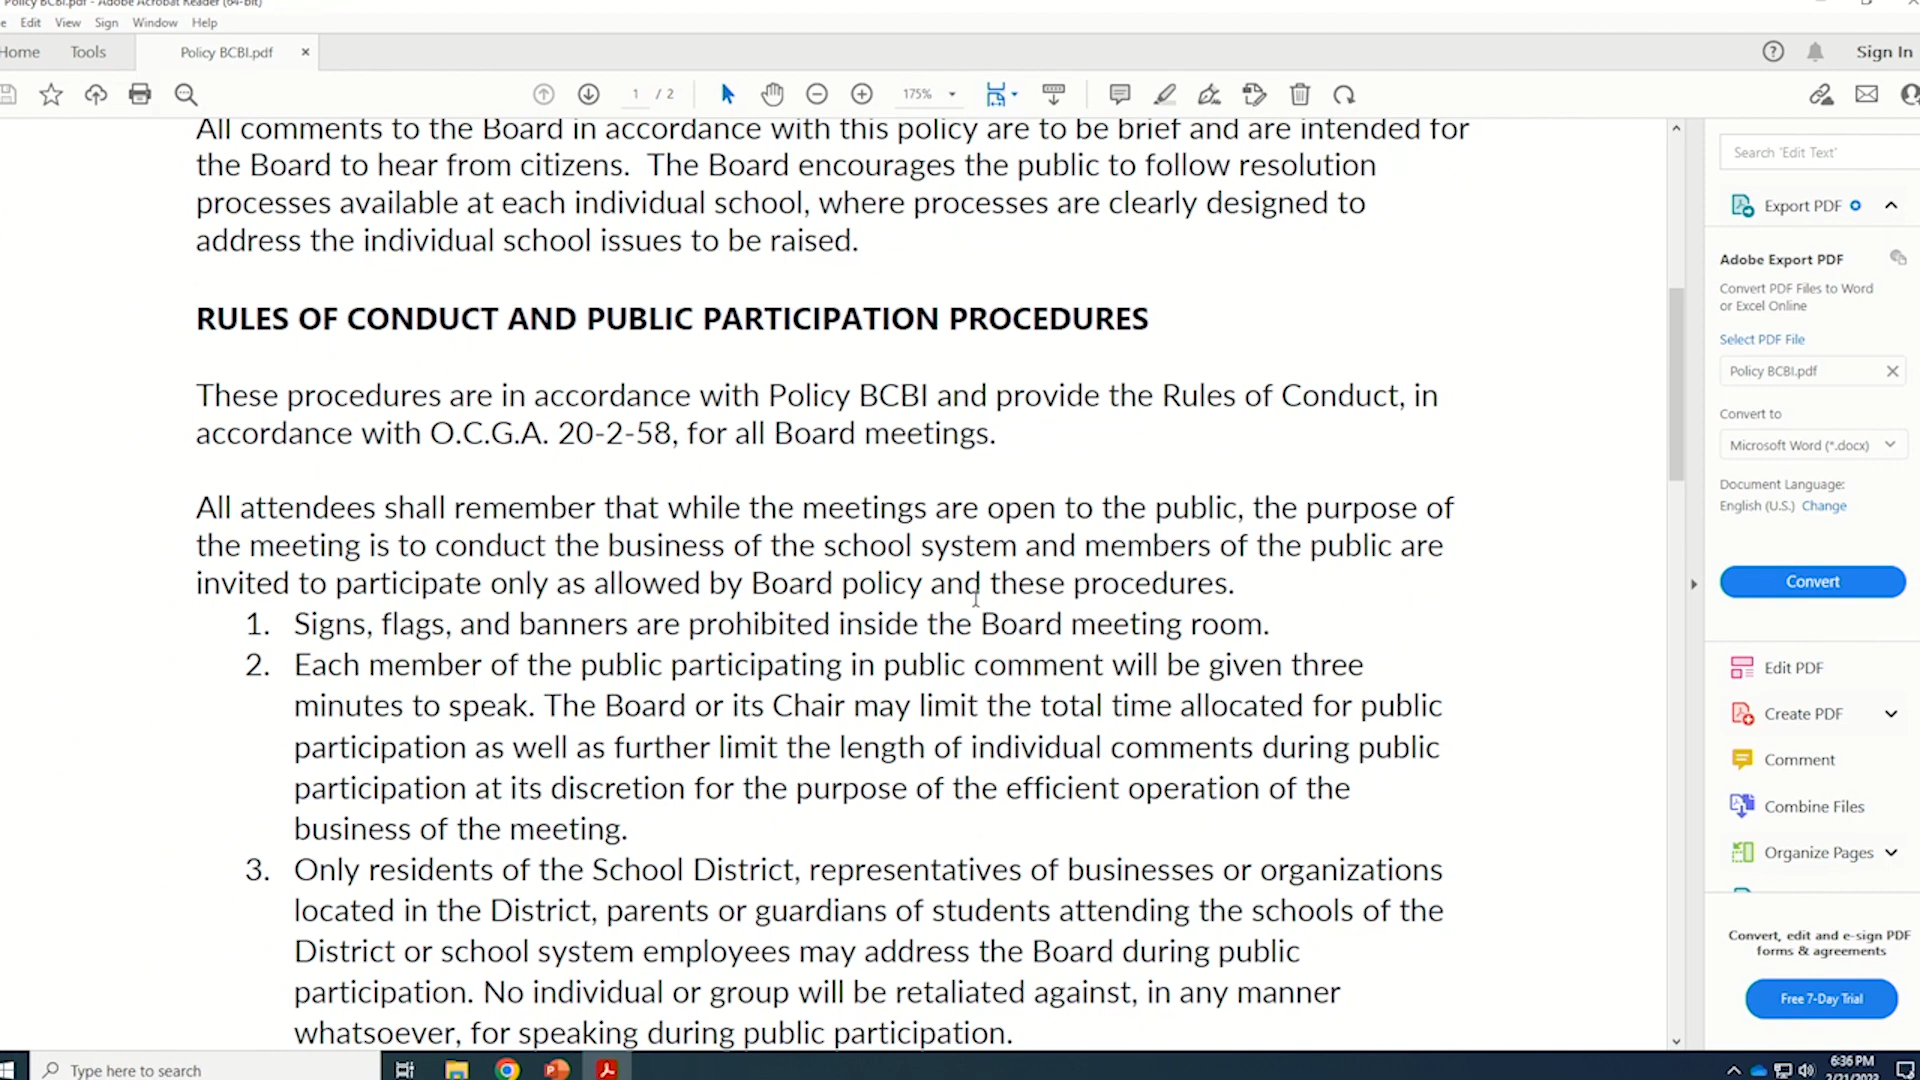 Policy BCBI.pdf - Adobe Acrobat Reader (64-bit)
Edit View Sign Window Help
Home Tools Policy BCBI.pdf × Sign In
1 / 2 175%
All comments to the Board in accordance with this policy are to be brief and are intended for
the Board to hear from citizens. The Board encourages the public to follow resolution
processes available at each individual school, where processes are clearly designed to
address the individual school issues to be raised.
RULES OF CONDUCT AND PUBLIC PARTICIPATION PROCEDURES
These procedures are in accordance with Policy BCBI and provide the Rules of Conduct, in
accordance with O.C.G.A. 20-2-58, for all Board meetings.
All attendees shall remember that while the meetings are open to the public, the purpose of
the meeting is to conduct the business of the school system and members of the public are
invited to participate only as allowed by Board policy and these procedures.
1. Signs, flags, and banners are prohibited inside the Board meeting room.
2. Each member of the public participating in public comment will be given three
minutes to speak. The Board or its Chair may limit the total time allocated for public
participation as well as further limit the length of individual comments during public
participation at its discretion for the purpose of the efficient operation of the
business of the meeting.
3. Only residents of the School District, representatives of businesses or organizations
located in the District, parents or guardians of students attending the schools of the
District or school system employees may address the Board during public
participation. No individual or group will be retaliated against, in any manner
whatsoever, for speaking during public participation.
Search 'Edit Text'
Export PDF
Adobe Export PDF
Convert PDF Files to Word
or Excel Online
Select PDF File
Policy BCBI.pdf
Convert to
Microsoft Word (*.docx)
Document Language:
English (U.S.) Change
Convert
Edit PDF
Create PDF
Comment
Combine Files
Organize Pages
Convert, edit and e-sign PDF
forms & agreements
Free 7-Day Trial
Type here to search
6:36 PM